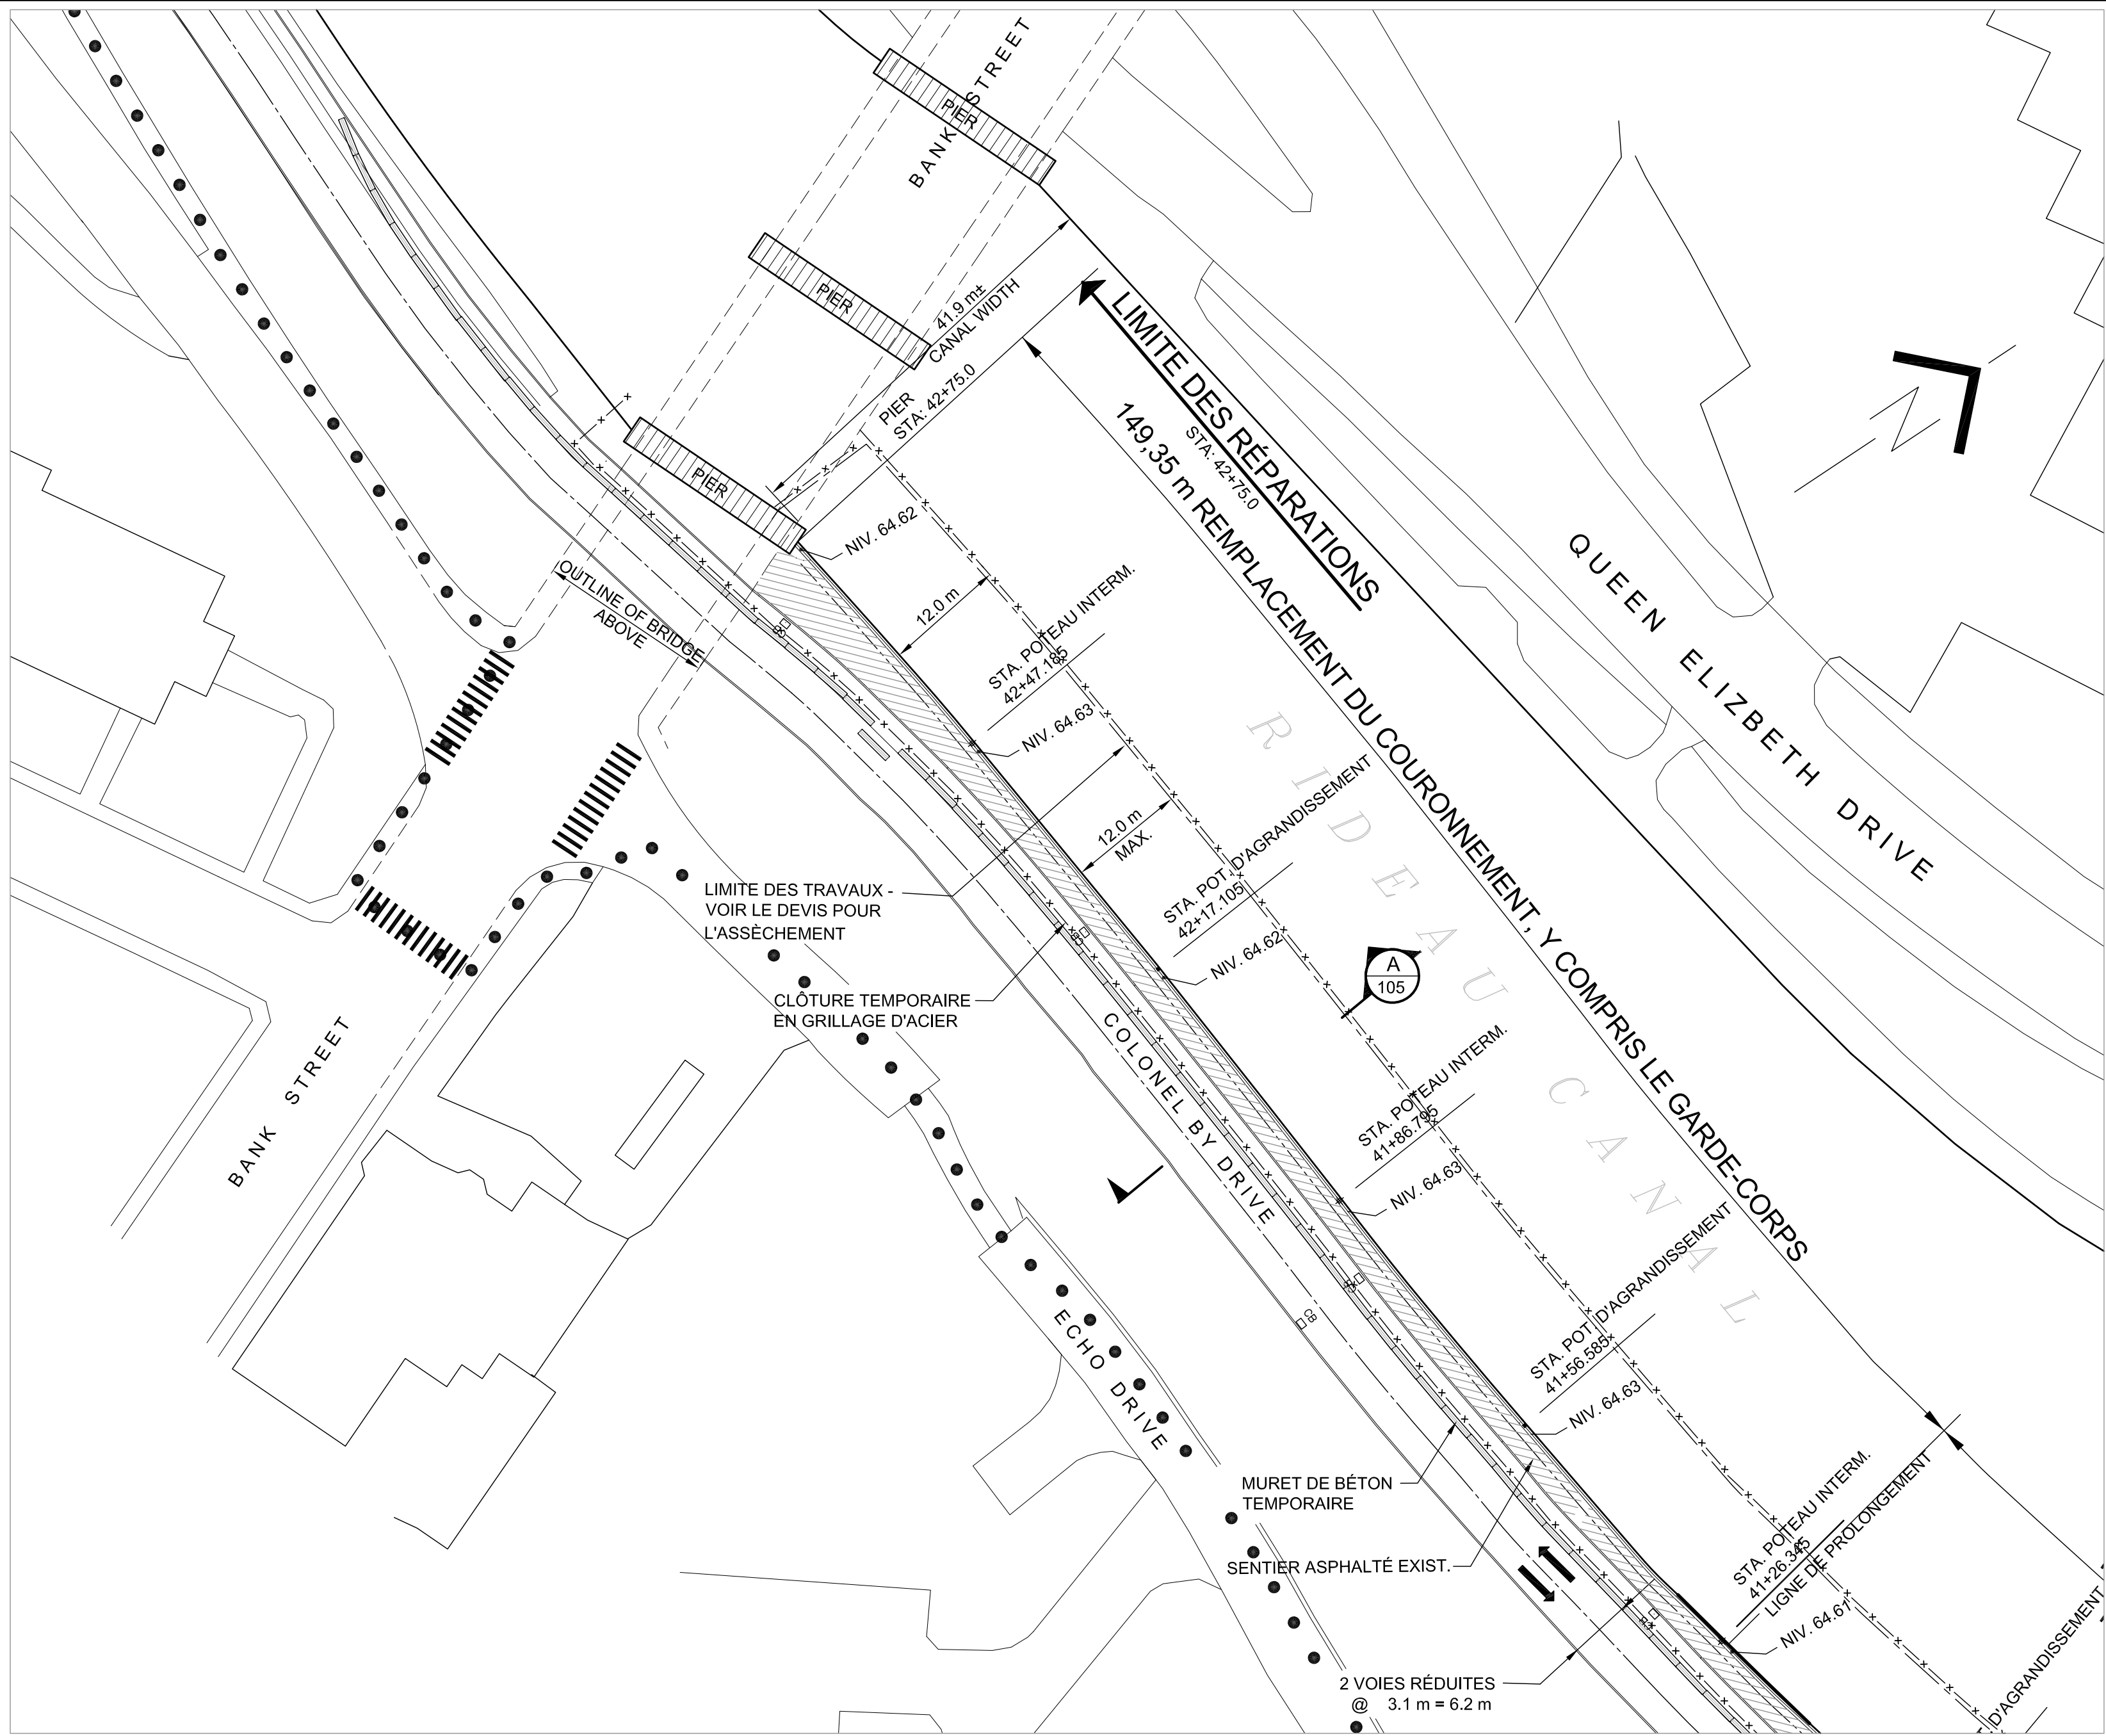 BANK STREET
PIER
PIER
PIER
41.9 m±
CANAL WIDTH
PIER
STA: 42+75.0
LIMITE DES RÉPARATIONS
STA: 42+75.0
149,35 m REMPLACEMENT DU COURONNEMENT, Y COMPRIS LE GARDE-CORPS
QUEEN ELIZBETH DRIVE
N
OUTLINE OF BRIDGE
ABOVE
NIV. 64.62
12.0 m
STA. POTEAU INTERM.
42+47.185
NIV. 64.63
12.0 m
MAX.
STA. POT. D'AGRANDISSEMENT
42+17.105
NIV. 64.62
RIDEAU CANAL
A
105
LIMITE DES TRAVAUX -
VOIR LE DEVIS POUR
L'ASSÈCHEMENT
CLÔTURE TEMPORAIRE
EN GRILLAGE D'ACIER
COLONEL BY DRIVE
BANK STREET
STA. POTEAU INTERM.
41+86.795
NIV. 64.63
STA. POT. D'AGRANDISSEMENT
41+56.585
NIV. 64.63
CB
CB
CB
CB
ECHO DRIVE
MURET DE BÉTON
TEMPORAIRE
SENTIER ASPHALTÉ EXIST.
STA. POTEAU INTERM.
41+26.345
LIGNE DE PROLONGEMENT
NIV. 64.61
CB
2 VOIES RÉDUITES
@ 3.1 m = 6.2 m
D'AGRANDISSEMENT